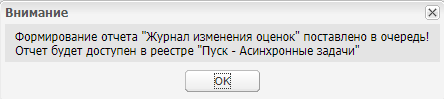 Внимание
Формирование отчета "Журнал изменения оценок" поставлено в очередь!
Отчет будет доступен в реестре "Пуск - Асинхронные задачи"
ОК